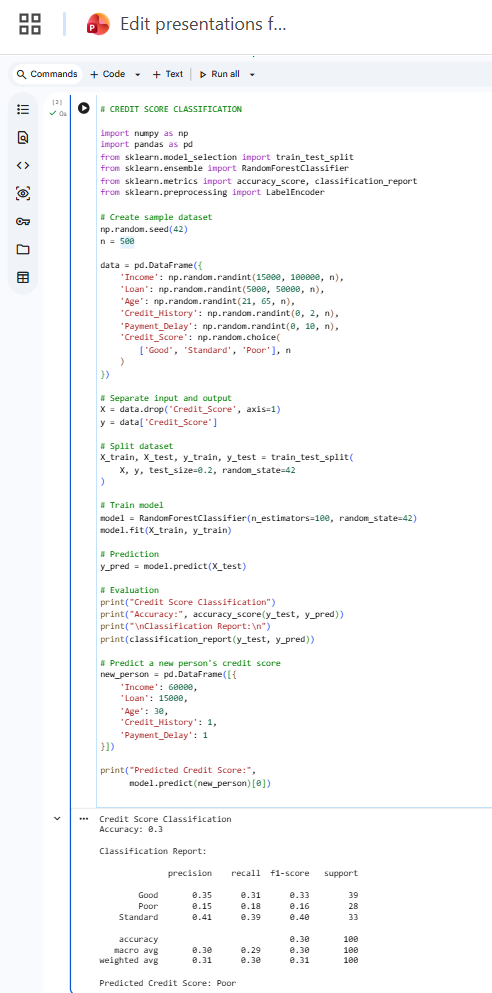 Edit presentations f...
Commands + Code + Text Run all
[2]
0s
# CREDIT SCORE CLASSIFICATION
import numpy as np
import pandas as pd
from sklearn.model_selection import train_test_split
from sklearn.ensemble import RandomForestClassifier
from sklearn.metrics import accuracy_score, classification_report
from sklearn.preprocessing import LabelEncoder
# Create sample dataset
np.random.seed(42)
n = 500
data = pd.DataFrame({
    'Income': np.random.randint(15000, 100000, n),
    'Loan': np.random.randint(5000, 50000, n),
    'Age': np.random.randint(21, 65, n),
    'Credit_History': np.random.randint(0, 2, n),
    'Payment_Delay': np.random.randint(0, 10, n),
    'Credit_Score': np.random.choice(
        ['Good', 'Standard', 'Poor'], n
    )
})
# Separate input and output
X = data.drop('Credit_Score', axis=1)
y = data['Credit_Score']
# Split dataset
X_train, X_test, y_train, y_test = train_test_split(
    X, y, test_size=0.2, random_state=42
)
# Train model
model = RandomForestClassifier(n_estimators=100, random_state=42)
model.fit(X_train, y_train)
# Prediction
y_pred = model.predict(X_test)
# Evaluation
print("Credit Score Classification")
print("Accuracy:", accuracy_score(y_test, y_pred))
print("\nClassification Report:\n")
print(classification_report(y_test, y_pred))
# Predict a new person's credit score
new_person = pd.DataFrame([{
    'Income': 60000,
    'Loan': 15000,
    'Age': 30,
    'Credit_History': 1,
    'Payment_Delay': 1
}])
print("Predicted Credit Score:",
      model.predict(new_person)[0])
Credit Score Classification
Accuracy: 0.3
Classification Report:
precision recall f1-score support
Good 0.35 0.31 0.33 39
Poor 0.15 0.18 0.16 28
Standard 0.41 0.39 0.40 33
accuracy 0.30 100
macro avg 0.30 0.29 0.30 100
weighted avg 0.31 0.30 0.31 100
Predicted Credit Score: Poor